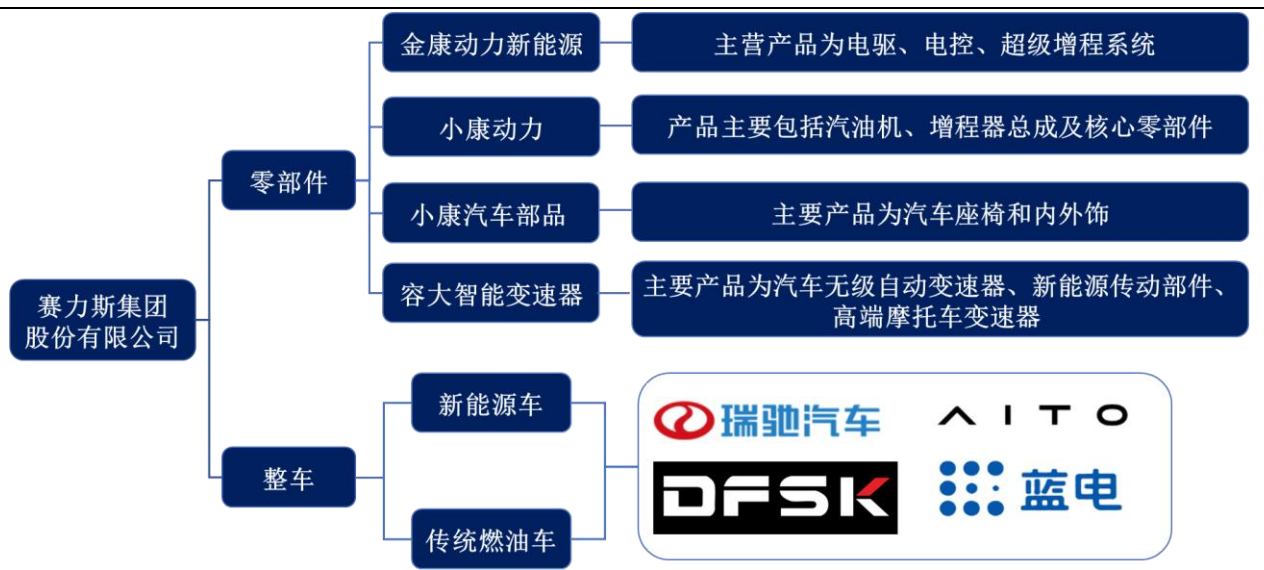 金康动力新能源
主营产品为电驱、电控、超级增程系统
小康动力
产品主要包括汽油机、增程器总成及核心零部件
零部件
小康汽车部品
主要产品为汽车座椅和内外饰
容大智能变速器
主要产品为汽车无级自动变速器、新能源传动部件、
高端摩托车变速器
赛力斯集团
股份有限公司
新能源车
瑞驰汽车
AITO
整车
DFSK
蓝电
传统燃油车